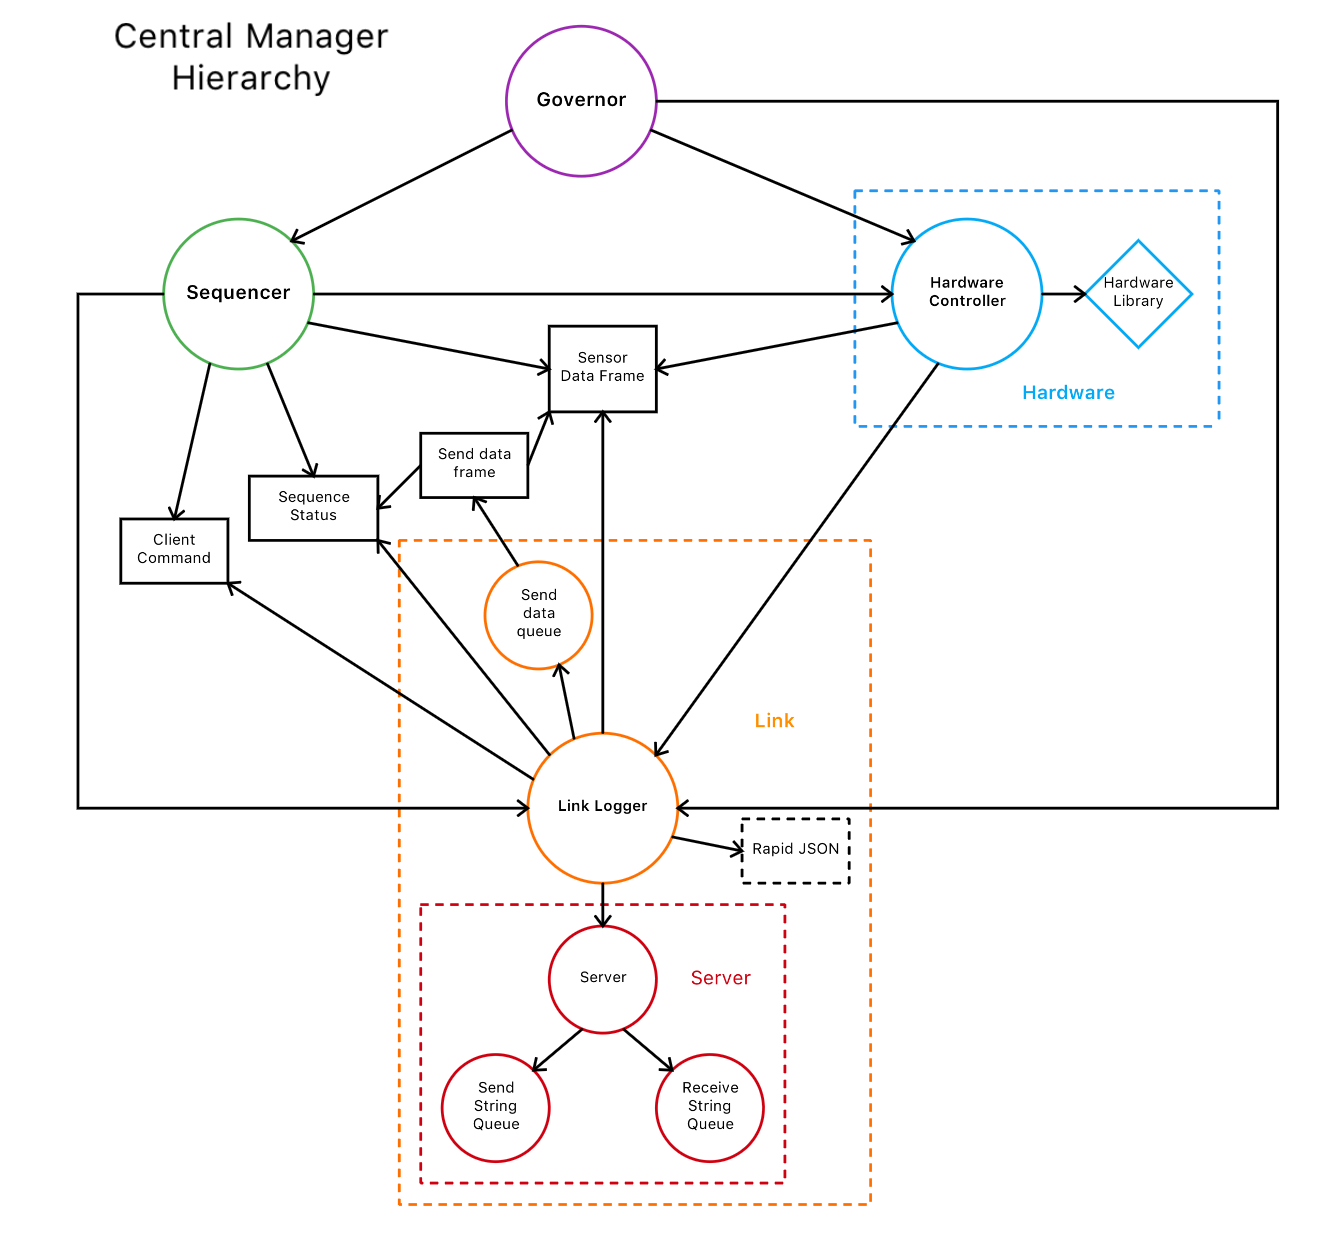 Central Manager
Hierarchy
Governor
Sequencer
Hardware
Controller
Hardware
Library
Hardware
Sensor
Data Frame
Send data
frame
Sequence
Status
Client
Command
Send
data
queue
Link
Link Logger
Rapid JSON
Server
Server
Send
String
Queue
Receive
String
Queue